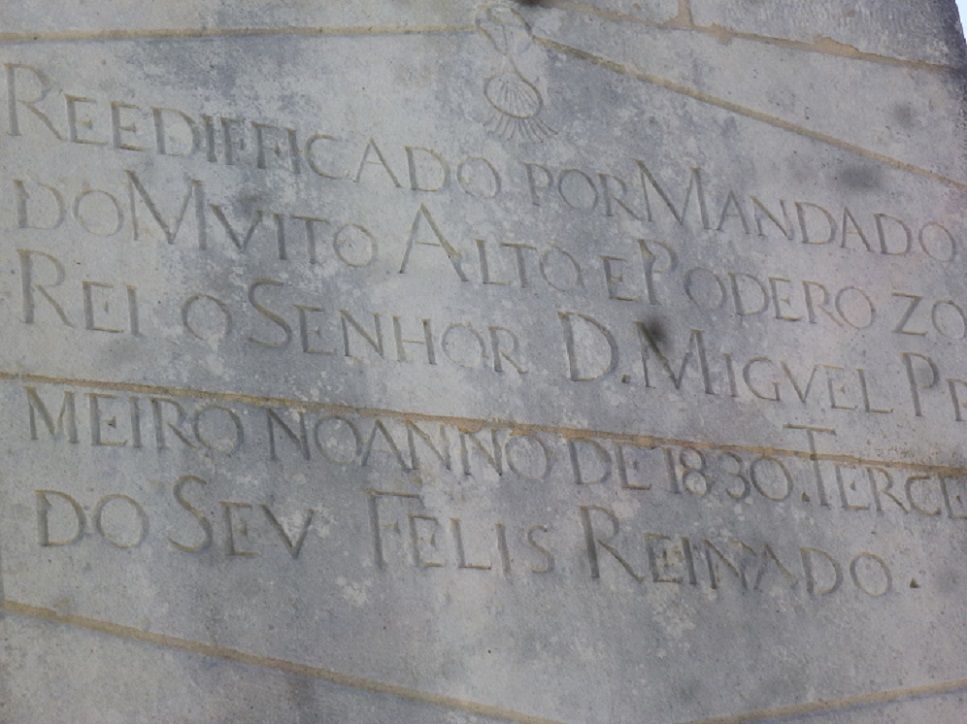 REEDIFICADO POR MANDADO
DO MVITO ALTO E PODEROZO
REI O SENHOR D. MIGVEL PR
MEIRO NO ANNO DE 1830. TERCE
DO SEV FELIS REINADO.